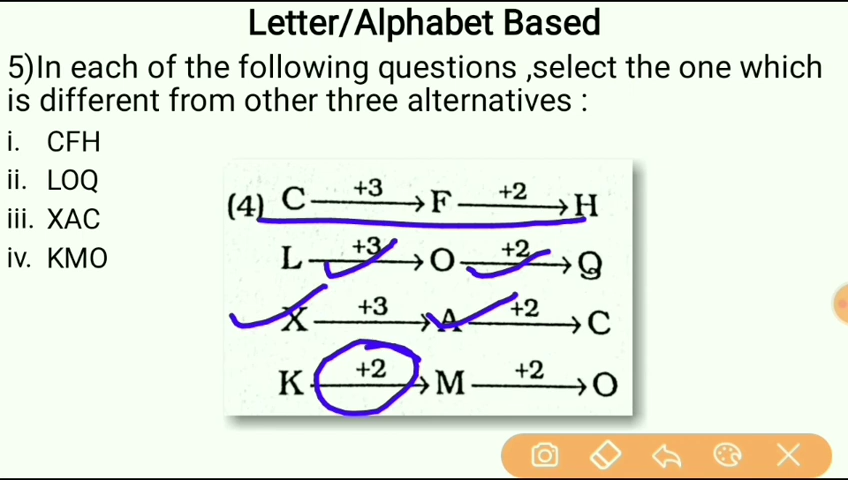 Letter/Alphabet Based
5)In each of the following questions ,select the one which
is different from other three alternatives :
i. CFH
ii. LOQ
iii. XAC
iv. KMO
(4) C +3 F +2 H
L +3 O +2 Q
X +3 A +2 C
K +2 M +2 O